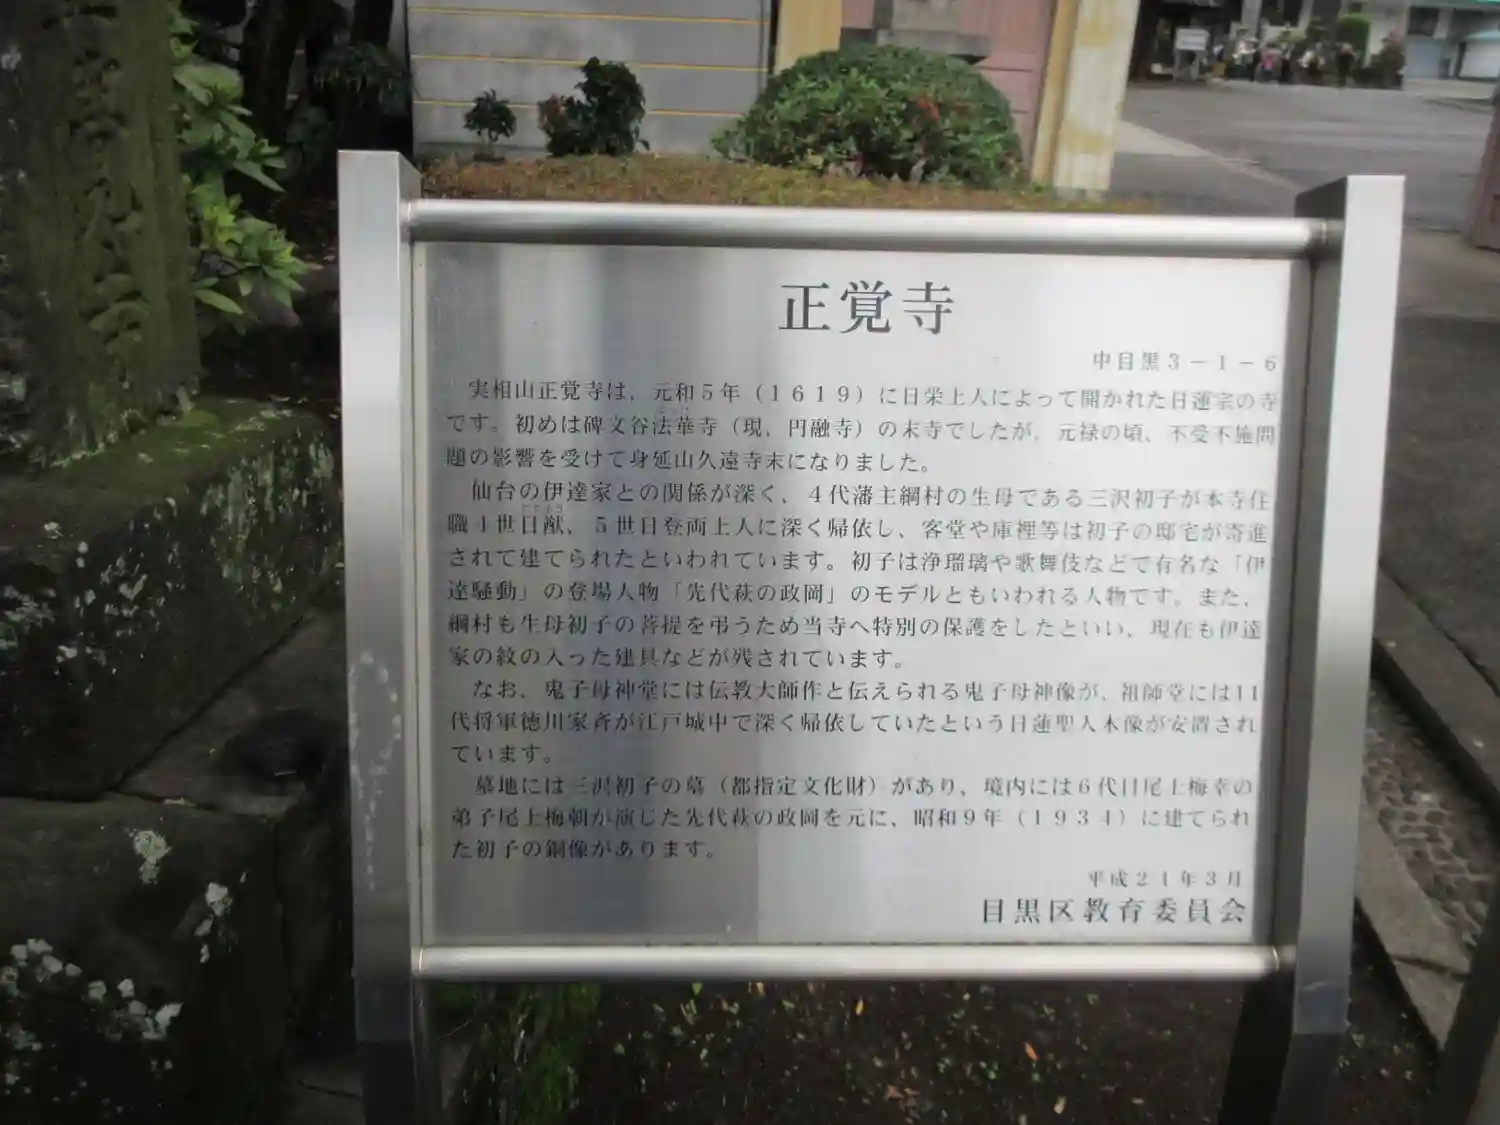 正覚寺
中目黒3－1－6
実相山正覚寺は、元和5年（1619）に日栄上人によって開かれた日蓮宗の寺
です。初めは碑文谷法華寺（現、円融寺）の末寺でしたが、元禄の頃、不受不施問
題の影響を受けて身延山久遠寺末になりました。
仙台の伊達家との関係が深く、4代藩主綱村の生母である三沢初子が本寺住
職4世日猷、5世日登両上人に深く帰依し、客堂や庫裡等は初子の邸宅が寄進
されて建てられたといわれています。初子は浄瑠璃や歌舞伎などで有名な「伊
達騒動」の登場人物「先代萩の政岡」のモデルともいわれる人物です。また、
綱村も生母初子の菩提を弔うため当寺へ特別の保護をしたといい、現在も伊達
家の紋の入った建具などが残されています。
なお、鬼子母神堂には伝教大師作と伝えられる鬼子母神像が、祖師堂には11
代将軍徳川家斉が江戸城中で深く帰依していたという日蓮聖人木像が安置され
ています。
墓地には三沢初子の墓（都指定文化財）があり、境内には6代目尾上梅幸の
弟子尾上梅朝が演じた先代萩の政岡を元に、昭和9年（1934）に建てられ
た初子の銅像があります。
平成21年3月
目黒区教育委員会